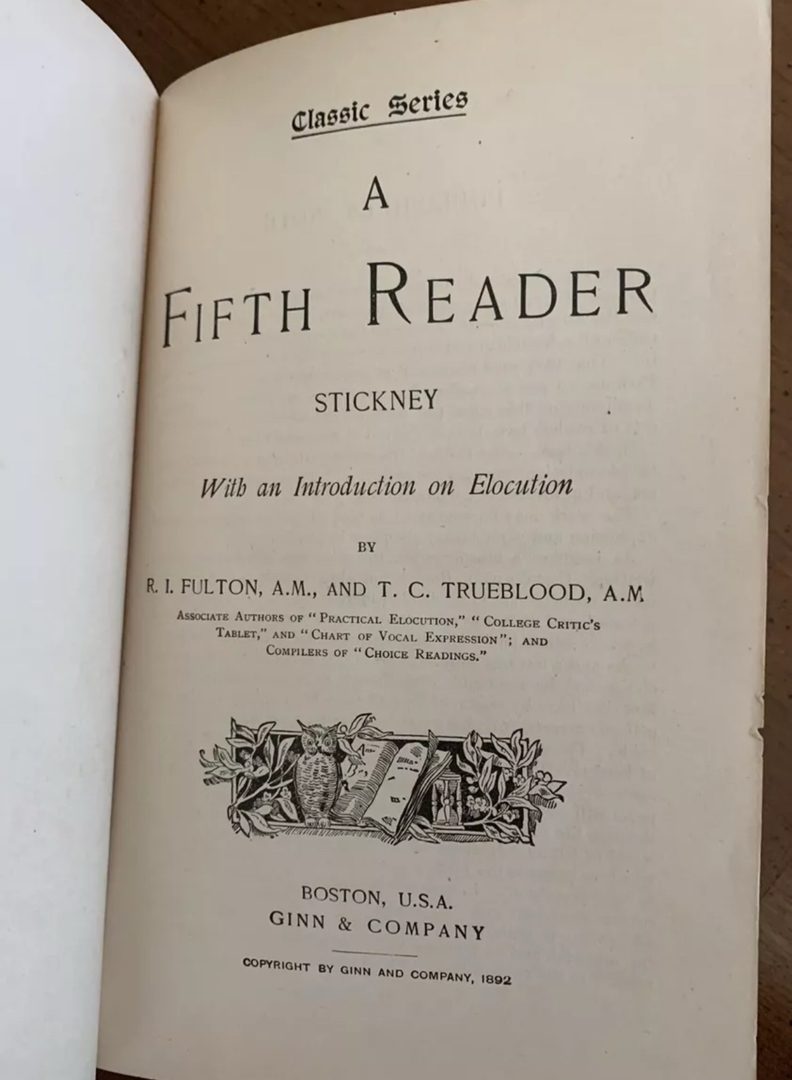 Classic Series
A
FIFTH READER
STICKNEY
With an Introduction on Elocution
BY
R. I. FULTON, A.M., AND T. C. TRUEBLOOD, A.M.
ASSOCIATE AUTHORS OF "PRACTICAL ELOCUTION," "COLLEGE CRITIC'S
TABLET," AND "CHART OF VOCAL EXPRESSION"; AND
COMPILERS OF "CHOICE READINGS."
BOSTON, U.S.A.
GINN & COMPANY
COPYRIGHT BY GINN AND COMPANY, 1892